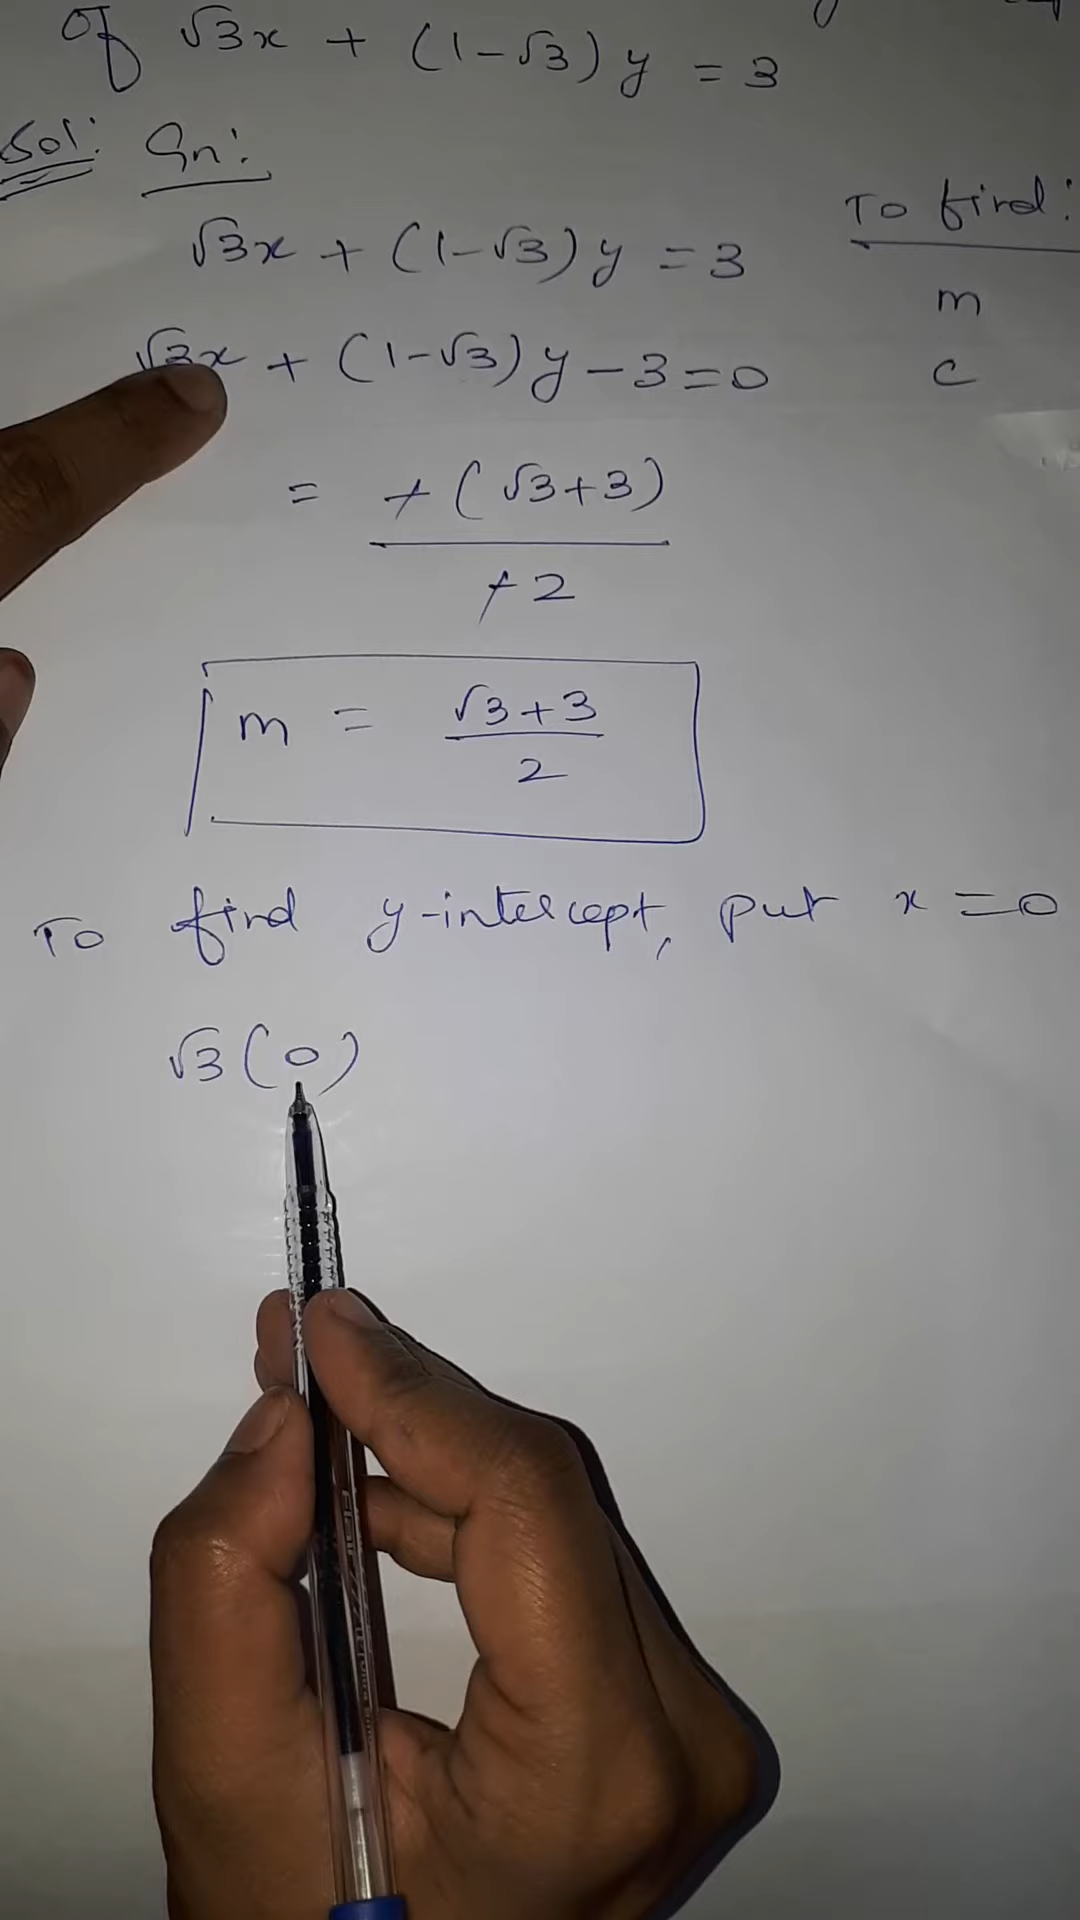 of √3x + (1-√3)y = 3
Sol: Gn:
√3x + (1-√3)y = 3
To find:
m
√3x + (1-√3)y - 3 = 0
c
= +(√3+3)
+2
m = √3+3
2
To find y-intercept, put x = 0
√3(0)